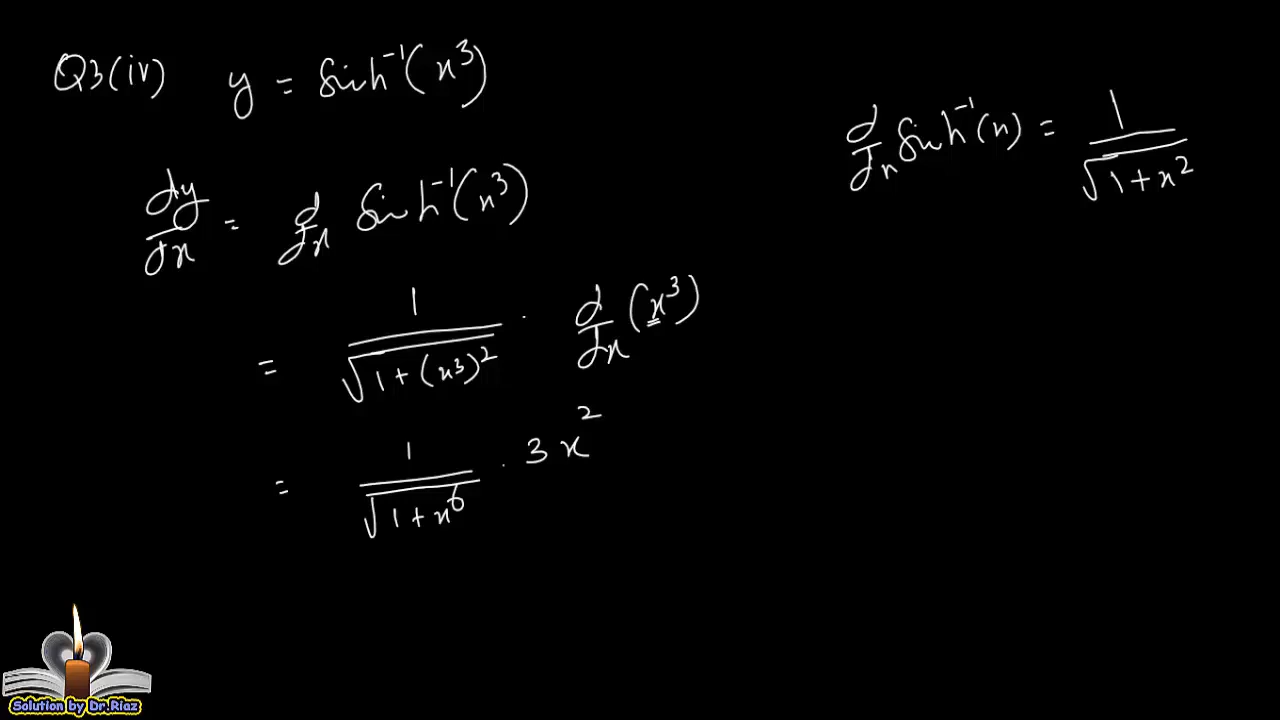 Q3(iv) y = Sinh⁻¹(x³)
d/dx Sinh⁻¹(x) = 1/√(1+x²)
dy/dx = d/dx Sinh⁻¹(x³)
= 1/√(1+(x³)²) · d/dx (x³)
= 1/√(1+x⁶) · 3x²
Solution by Dr.Riaz